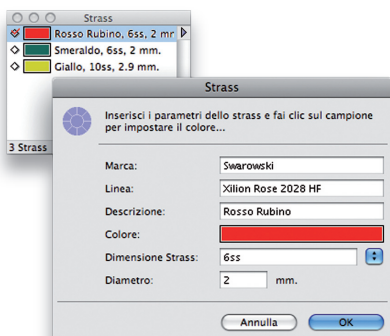 Strass
Rosso Rubino, 6ss, 2 mm
Smeraldo, 6ss, 2 mm.
Giallo, 10ss, 2.9 mm.
3 Strass
Strass
Inserisci i parametri dello strass e fai clic sul campione
per impostare il colore...
Marca: Swarowski
Linea: Xilion Rose 2028 HF
Descrizione: Rosso Rubino
Colore:
Dimensione Strass: 6ss
Diametro: 2 mm.
Annulla OK